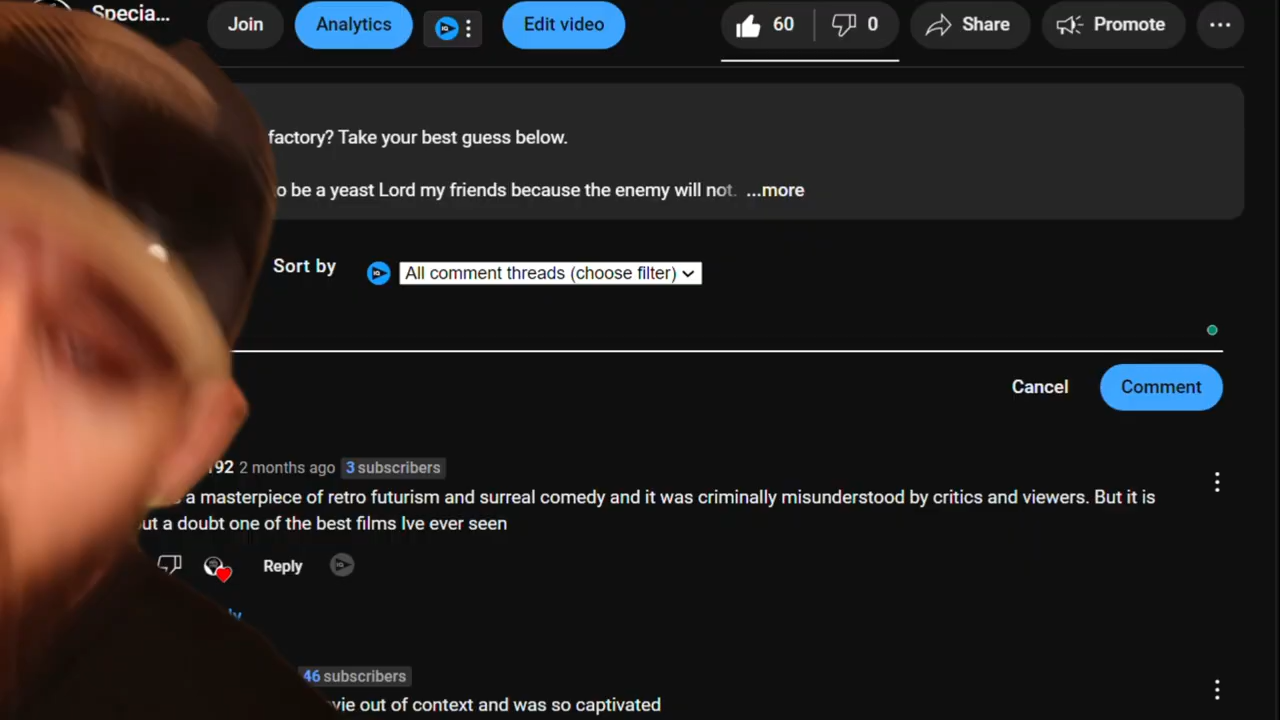 Specia...
Join
Analytics
Edit video
60
0
Share
Promote
factory? Take your best guess below.
be a yeast Lord my friends because the enemy will not. ...more
Sort by
All comment threads (choose filter)
Cancel
Comment
192 2 months ago 3 subscribers
a masterpiece of retro futurism and surreal comedy and it was criminally misunderstood by critics and viewers. But it is
a doubt one of the best films Ive ever seen
Reply
46 subscribers
out of context and was so captivated